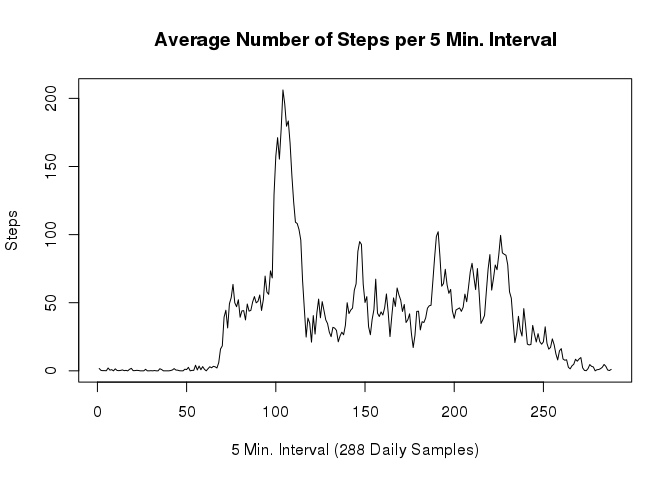 Average Number of Steps per 5 Min. Interval
Steps
200
150
100
50
0
0 50 100 150 200 250
5 Min. Interval (288 Daily Samples)